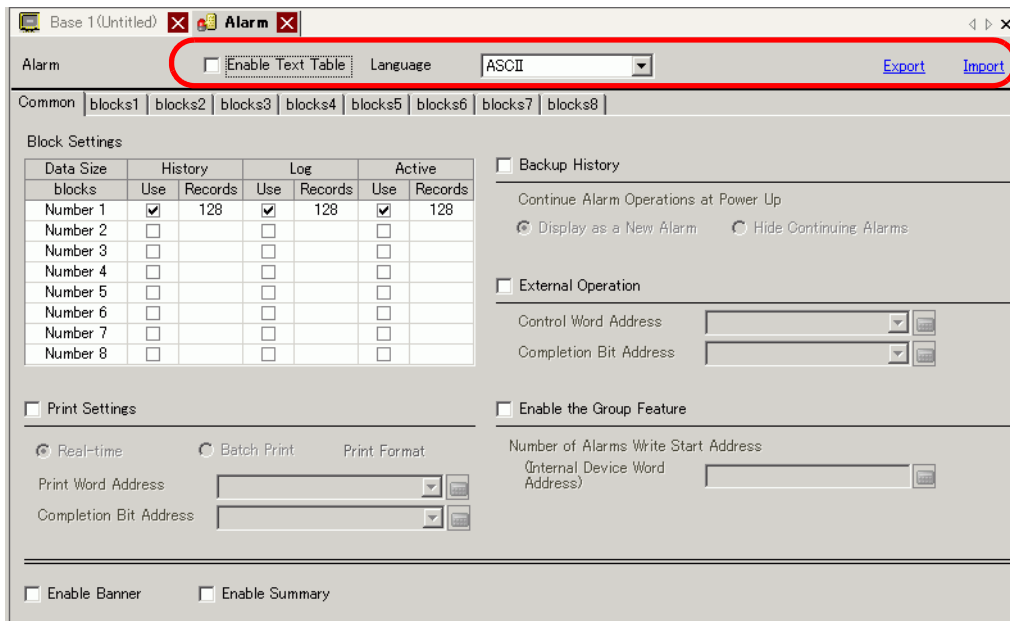 Base 1(Untitled) Alarm
Alarm Enable Text Table Language ASCII Export Import
Common blocks1 blocks2 blocks3 blocks4 blocks5 blocks6 blocks7 blocks8
Block Settings
Data Size History Log Active
blocks Use Records Use Records Use Records
Number 1 128 128 128
Number 2
Number 3
Number 4
Number 5
Number 6
Number 7
Number 8
Backup History
Continue Alarm Operations at Power Up
Display as a New Alarm Hide Continuing Alarms
External Operation
Control Word Address
Completion Bit Address
Print Settings
Real-time Batch Print Print Format
Print Word Address
Completion Bit Address
Enable the Group Feature
Number of Alarms Write Start Address
(Internal Device Word
Address)
Enable Banner Enable Summary